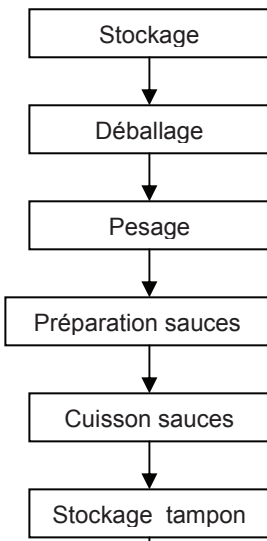 Stockage
Déballage
Pesage
Préparation sauces
Cuisson sauces
Stockage tampon